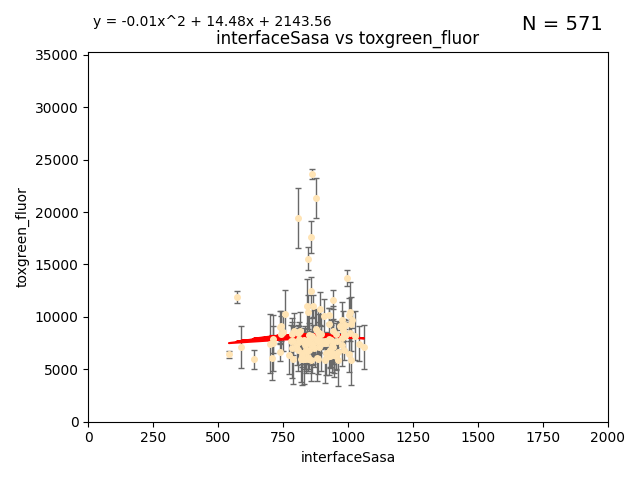 y = -0.01x^2 + 14.48x + 2143.56
N = 571
interfaceSasa vs toxgreen_fluor
35000
30000
25000
20000
15000
10000
5000
0
toxgreen_fluor
0 250 500 750 1000 1250 1500 1750 2000
interfaceSasa